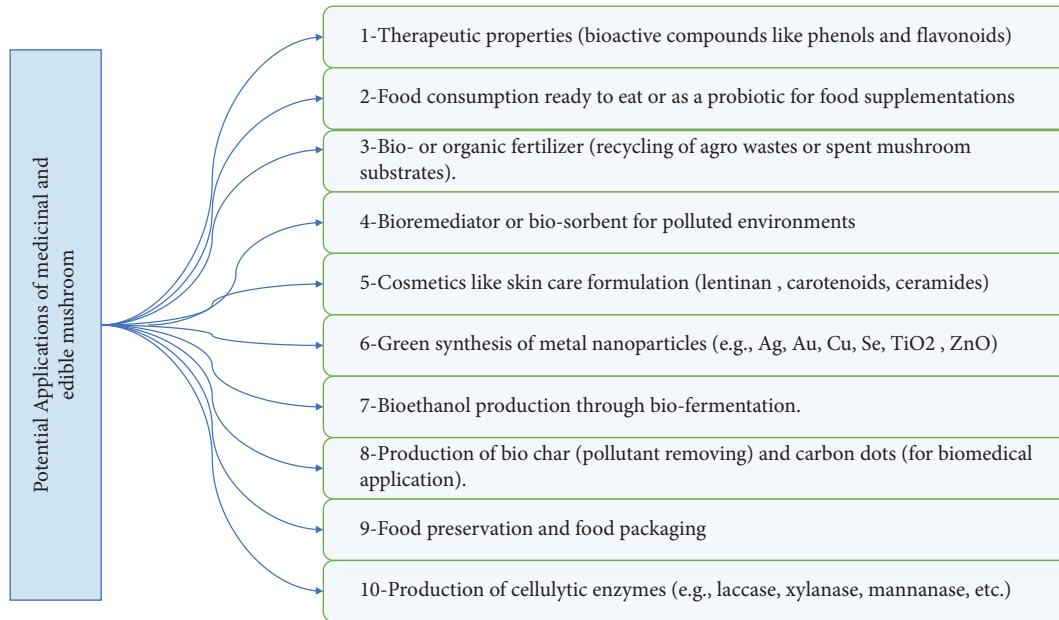 Potential Applications of medicinal and
edible mushroom
1-Therapeutic properties (bioactive compounds like phenols and flavonoids)
2-Food consumption ready to eat or as a probiotic for food supplementations
3-Bio- or organic fertilizer (recycling of agro wastes or spent mushroom
substrates).
4-Bioremediator or bio-sorbent for polluted environments
5-Cosmetics like skin care formulation (lentinan , carotenoids, ceramides)
6-Green synthesis of metal nanoparticles (e.g., Ag, Au, Cu, Se, TiO2 , ZnO)
7-Bioethanol production through bio-fermentation.
8-Production of bio char (pollutant removing) and carbon dots (for biomedical
application).
9-Food preservation and food packaging
10-Production of cellulytic enzymes (e.g., laccase, xylanase, mannanase, etc.)